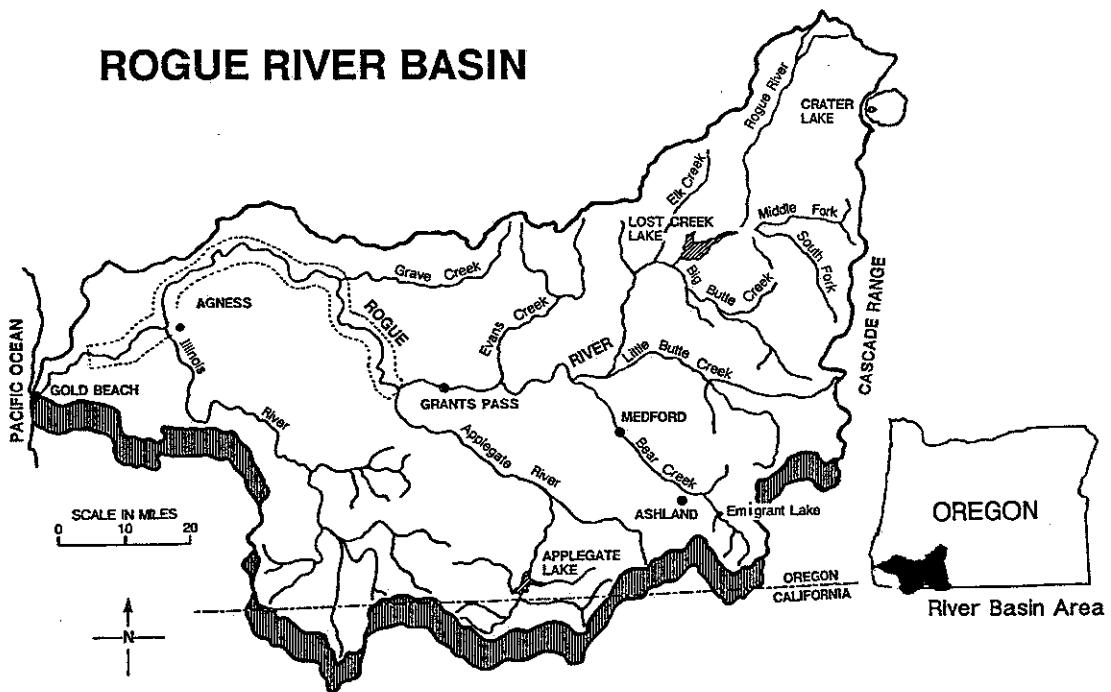 ROGUE RIVER BASIN
Rogue River
CRATER
LAKE
Elk Creek
LOST CREEK
LAKE
Middle Fork
South Fork
Big Butte Creek
Grave Creek
ROGUE
AGNESS
Illinois
River
Evans Creek
RIVER
Little Butte
Creek
CASCADE RANGE
PACIFIC OCEAN
GOLD BEACH
GRANTS PASS
MEDFORD
Applegate
River
Bear Creek
ASHLAND
Emigrant Lake
SCALE IN MILES
0 10 20
APPLEGATE
LAKE
OREGON
CALIFORNIA
N
OREGON
River Basin Area